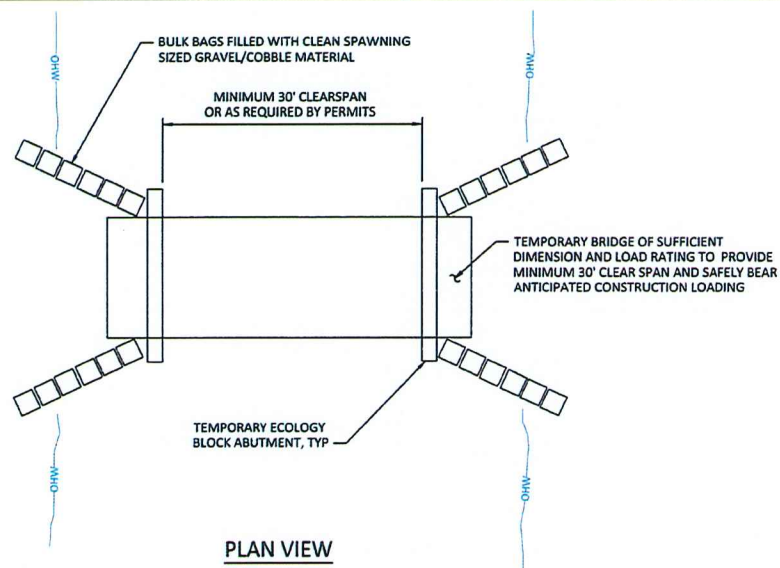 BULK BAGS FILLED WITH CLEAN SPAWNING
SIZED GRAVEL/COBBLE MATERIAL
OHW
OHW
MINIMUM 30' CLEARSPAN
OR AS REQUIRED BY PERMITS
TEMPORARY BRIDGE OF SUFFICIENT
DIMENSION AND LOAD RATING TO PROVIDE
MINIMUM 30' CLEAR SPAN AND SAFELY BEAR
ANTICIPATED CONSTRUCTION LOADING
TEMPORARY ECOLOGY
BLOCK ABUTMENT, TYP
OHW
OHW
PLAN VIEW